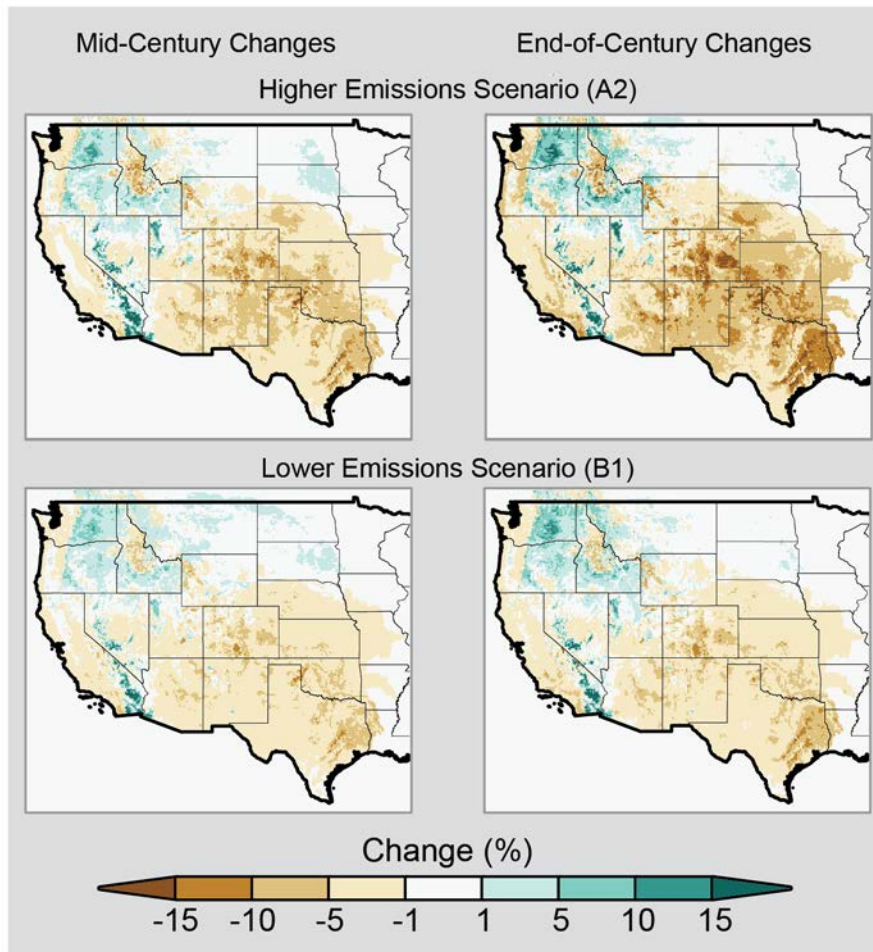 Mid-Century Changes End-of-Century Changes
Higher Emissions Scenario (A2)
Lower Emissions Scenario (B1)
Change (%)
-15 -10 -5 -1 1 5 10 15